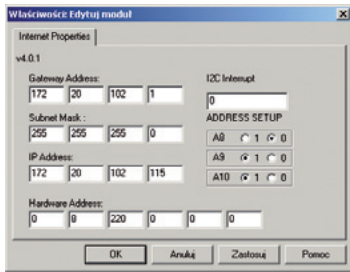 Właściwości: Edytuj moduł
Internet Properties
v4.0.1
Gateway Address:
172 20 102 1
Subnet Mask :
255 255 255 0
IP Address:
172 20 102 115
Hardware Address:
0 8 220 0 0 0
I2C Interrupt
0
ADDRESS SETUP
A8 1 0
A9 1 0
A10 1 0
OK Anuluj Zastosuj Pomoc